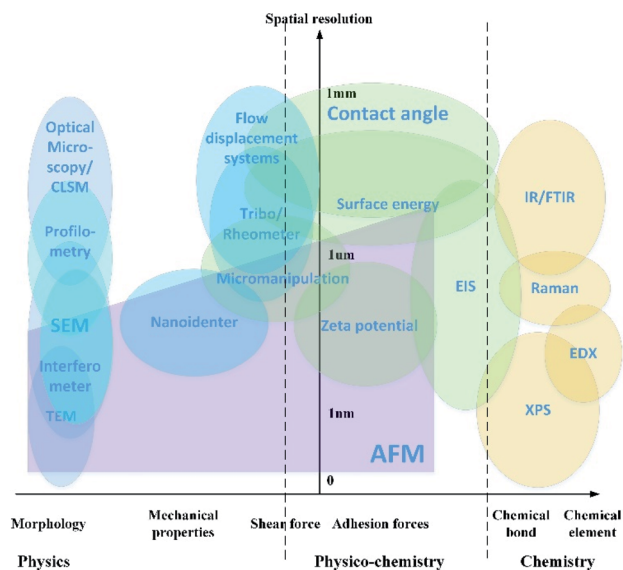 Spatial resolution
1mm
Optical
Micro-
scopy/
CLSM
Flow
displacement
systems
Contact angle
Profilo-
metry
Tribo/
Rheometer
Surface energy
IR/FTIR
1um
Micromanipulation
EIS
Raman
SEM
Nanoidenter
Zeta potential
Interfero
meter
EDX
TEM
1nm
XPS
AFM
0
Morphology
Mechanical
properties
Shear force
Adhesion forces
Chemical
bond
Chemical
element
Physics
Physico-chemistry
Chemistry